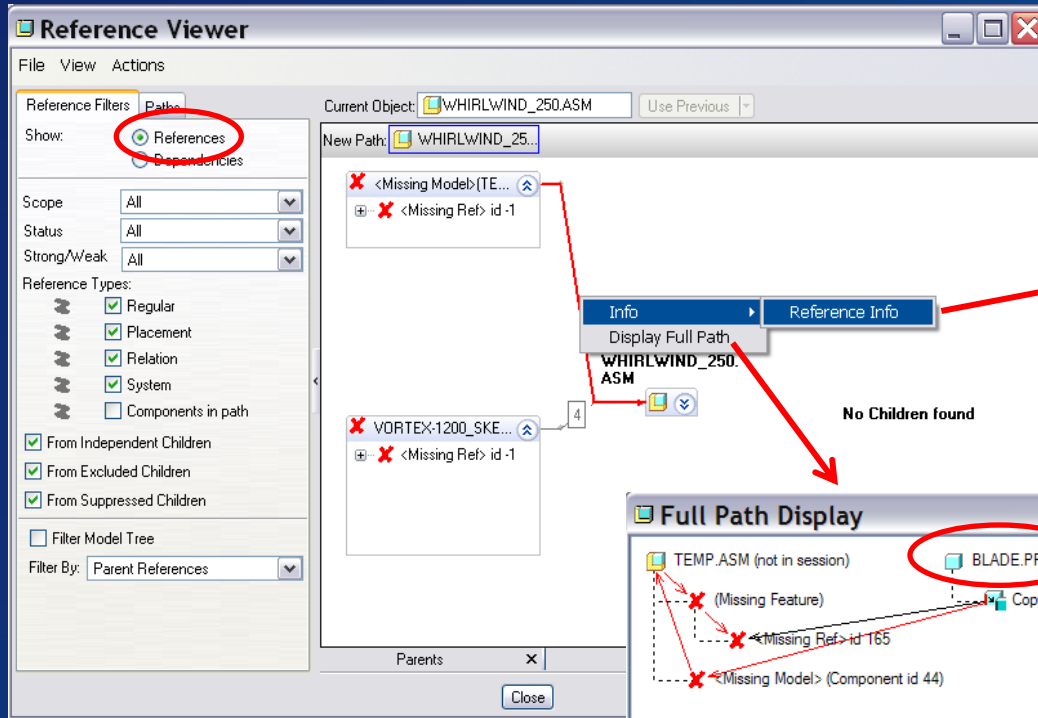 Reference Viewer
File View Actions
Reference Filters Paths
Current Object: WHIRLWIND_250.ASM Use Previous
Show: References
Dependencies
New Path: WHIRLWIND_25...
Scope All
Status All
Strong/Weak All
Reference Types:
Regular
Placement
Relation
System
Components in path
From Independent Children
From Excluded Children
From Suppressed Children
Filter Model Tree
Filter By: Parent References
<Missing Model>(TE...
<Missing Ref> id -1
Info Reference Info
Display Full Path
WHIRLWIND_250.
ASM
No Children found
4
VORTEX-1200_SKE...
<Missing Ref> id -1
Parents
Close
Full Path Display
TEMP.ASM (not in session) BLADE.PR
(Missing Feature) Cop
<Missing Ref> id 165
<Missing Model> (Component id 44)